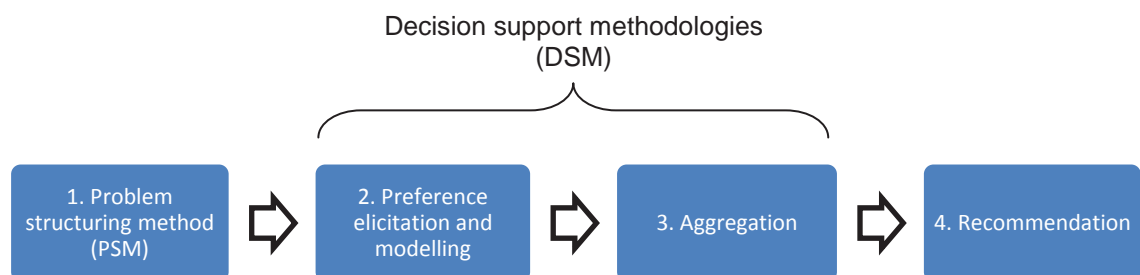 Decision support methodologies
(DSM)
1. Problem
structuring method
(PSM)
2. Preference
elicitation and
modelling
3. Aggregation
4. Recommendation